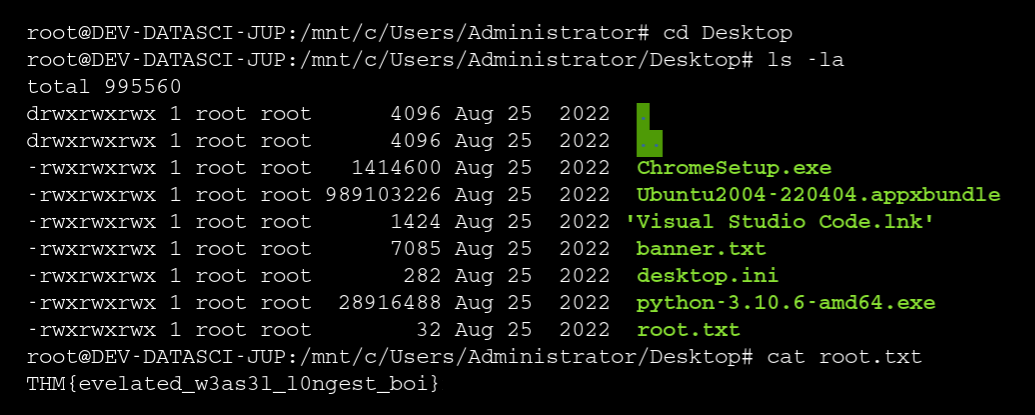 root@DEV-DATASCI-JUP:/mnt/c/Users/Administrator# cd Desktop
root@DEV-DATASCI-JUP:/mnt/c/Users/Administrator/Desktop# ls -la
total 995560
drwxrwxrwx 1 root root      4096 Aug 25  2022  .
drwxrwxrwx 1 root root      4096 Aug 25  2022  ..
-rwxrwxrwx 1 root root   1414600 Aug 25  2022  ChromeSetup.exe
-rwxrwxrwx 1 root root 989103226 Aug 25  2022  Ubuntu2004-220404.appxbundle
-rwxrwxrwx 1 root root      1424 Aug 25  2022 'Visual Studio Code.lnk'
-rwxrwxrwx 1 root root      7085 Aug 25  2022  banner.txt
-rwxrwxrwx 1 root root       282 Aug 25  2022  desktop.ini
-rwxrwxrwx 1 root root  28916488 Aug 25  2022  python-3.10.6-amd64.exe
-rwxrwxrwx 1 root root        32 Aug 25  2022  root.txt
root@DEV-DATASCI-JUP:/mnt/c/Users/Administrator/Desktop# cat root.txt
THM{evelated_w3as3l_l0ngest_boi}